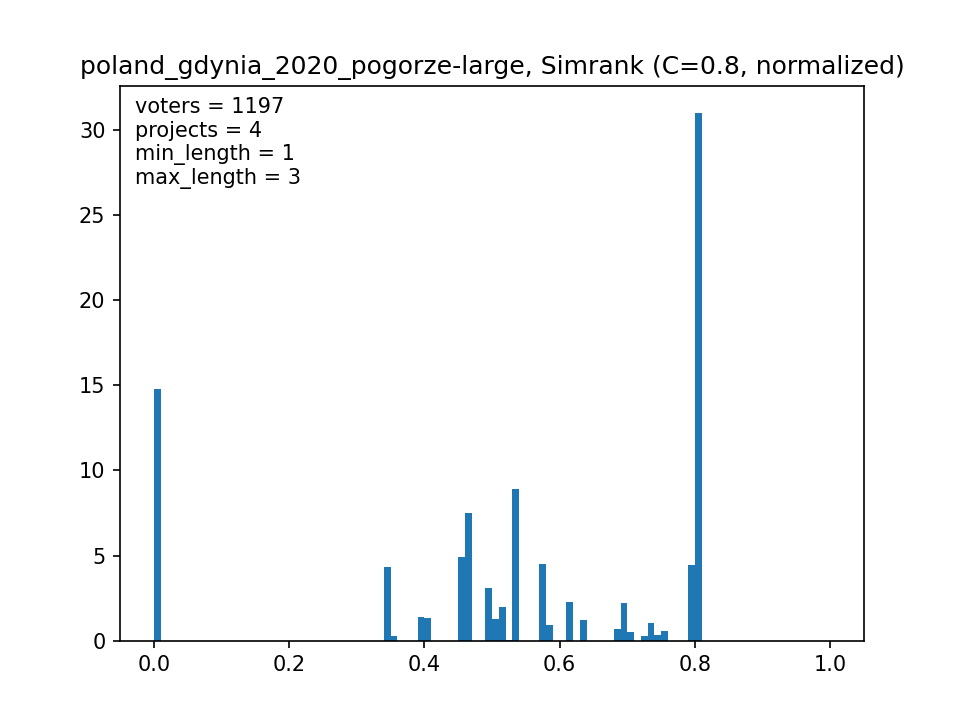 poland_gdynia_2020_pogorze-large, Simrank (C=0.8, normalized)
voters = 1197
projects = 4
min_length = 1
max_length = 3
30
25
20
15
10
5
0
0.0 0.2 0.4 0.6 0.8 1.0